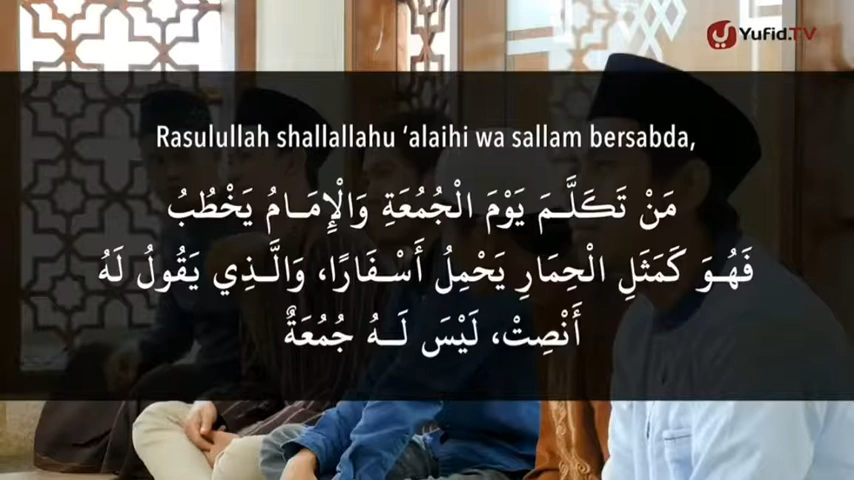 Yufid.TV
Rasulullah shallallahu ‘alaihi wa sallam bersabda,
مَنْ تَكَلَّمَ يَوْمَ الْجُمُعَةِ وَالْإِمَامُ يَخْطُبُ
فَهُوَ كَمَثَلِ الْحِمَارِ يَحْمِلُ أَسْفَارًا، وَالَّذِي يَقُولُ لَهُ
أَنْصِتْ، لَيْسَ لَهُ جُمُعَةٌ